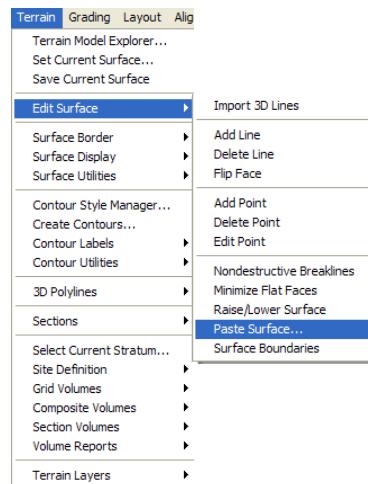 Terrain Grading Layout Alig
Terrain Model Explorer...
Set Current Surface...
Save Current Surface
Edit Surface
Surface Border
Surface Display
Surface Utilities
Contour Style Manager...
Create Contours...
Contour Labels
Contour Utilities
3D Polylines
Sections
Select Current Stratum...
Site Definition
Grid Volumes
Composite Volumes
Section Volumes
Volume Reports
Terrain Layers
Import 3D Lines
Add Line
Delete Line
Flip Face
Add Point
Delete Point
Edit Point
Nondestructive Breaklines
Minimize Flat Faces
Raise/Lower Surface
Paste Surface...
Surface Boundaries